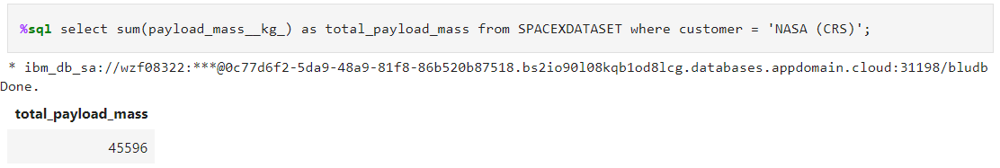 %sql select sum(payload_mass__kg_) as total_payload_mass from SPACEXDATASET where customer = 'NASA (CRS)';
* ibm_db_sa://wzf08322:***@0c77d6f2-5da9-48a9-81f8-86b520b87518.bs2io90l08kqb1od8lcg.databases.appdomain.cloud:31198/bludb
Done.
total_payload_mass
45596